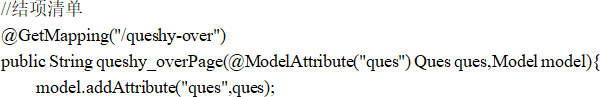 //结项清单
@GetMapping("/queshy-over")
public String queshy_overPage(@ModelAttribute("ques") Ques ques,Model model){
model.addAttribute("ques",ques);